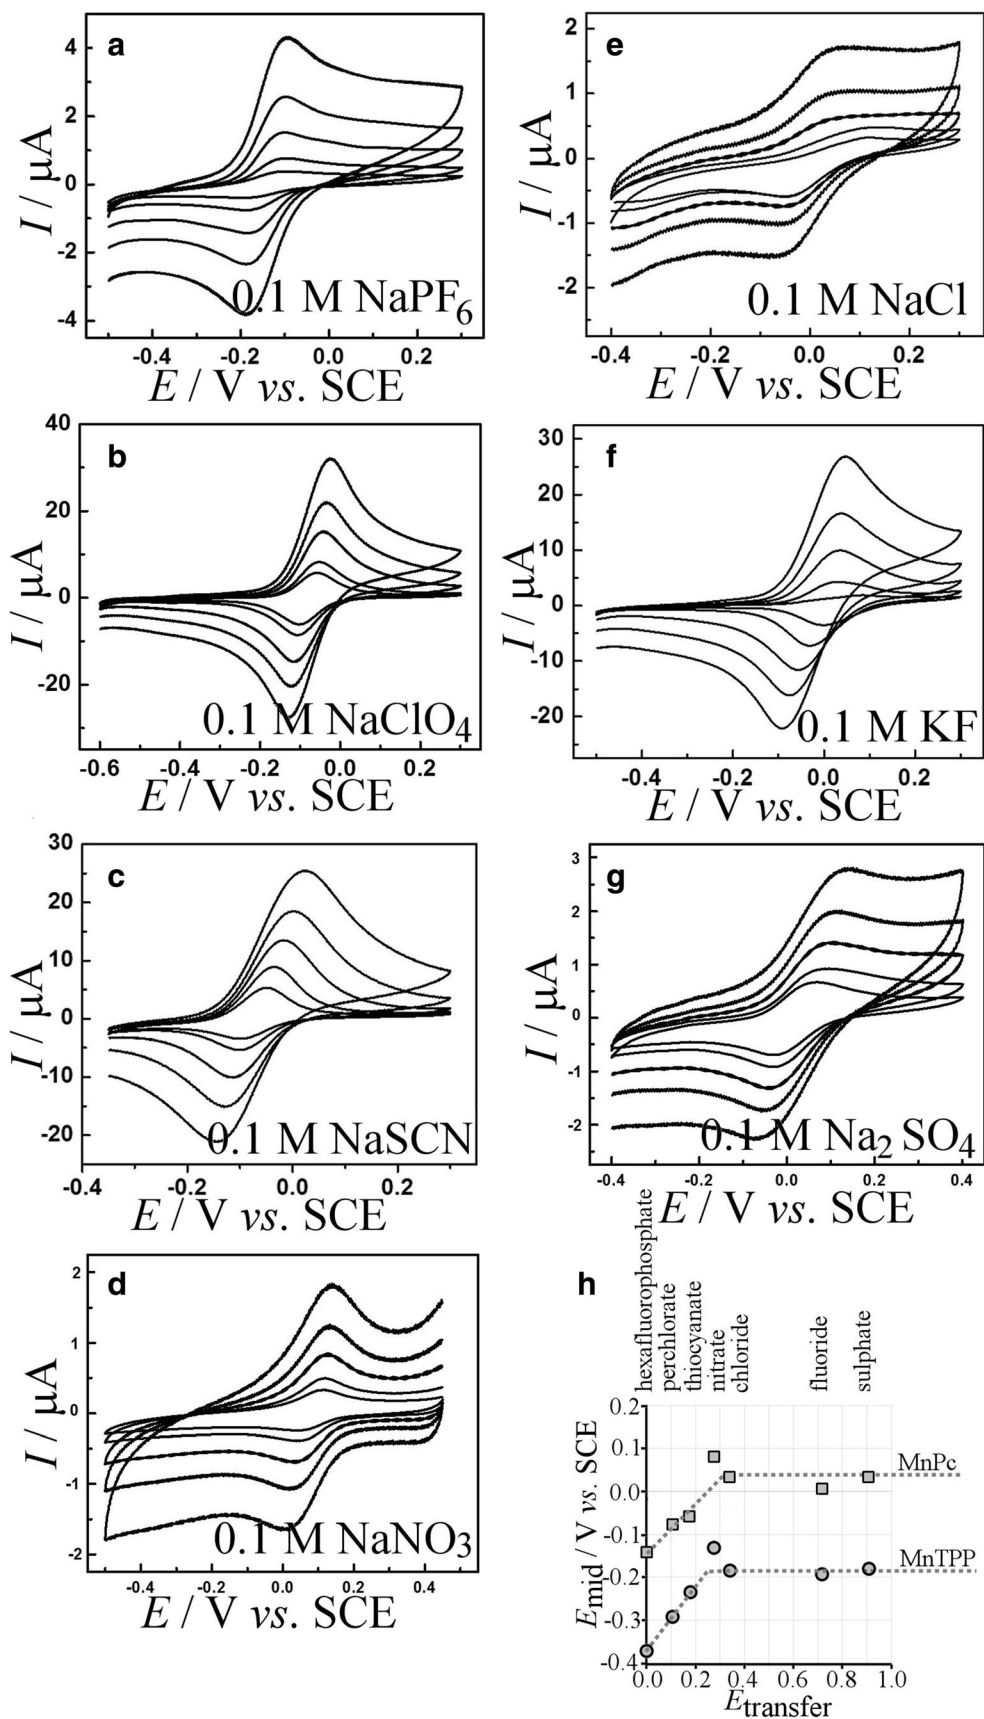 a
4
2
0
-2
-4
I / µA
0.1 M NaPF6
-0.4 -0.2 0.0 0.2
E / V vs. SCE
b
40
20
0
-20
I / µA
0.1 M NaClO4
-0.6 -0.4 -0.2 0.0 0.2
E / V vs. SCE
c
30
20
10
0
-10
-20
I / µA
0.1 M NaSCN
-0.4 -0.2 0.0 0.2
E / V vs. SCE
d
2
1
0
-1
-2
I / µA
0.1 M NaNO3
-0.4 -0.2 0.0 0.2 0.4
E / V vs. SCE
e
2
1
0
-1
-2
I / µA
0.1 M NaCl
-0.4 -0.2 0.0 0.2
E / V vs. SCE
f
30
20
10
0
-10
-20
I / µA
0.1 M KF
-0.4 -0.2 0.0 0.2
E / V vs. SCE
g
3
2
1
0
-1
-2
I / µA
0.1 M Na2 SO4
-0.4 -0.2 0.0 0.2 0.4
E / V vs. SCE
h
hexafluorophosphate
perchlorate
thiocyanate
nitrate
chloride
fluoride
sulphate
0.2
0.1
0.0
-0.1
-0.2
-0.3
-0.4
Emid / V vs. SCE
MnPc
MnTPP
0.0 0.2 0.4 0.6 0.8 1.0
Etransfer